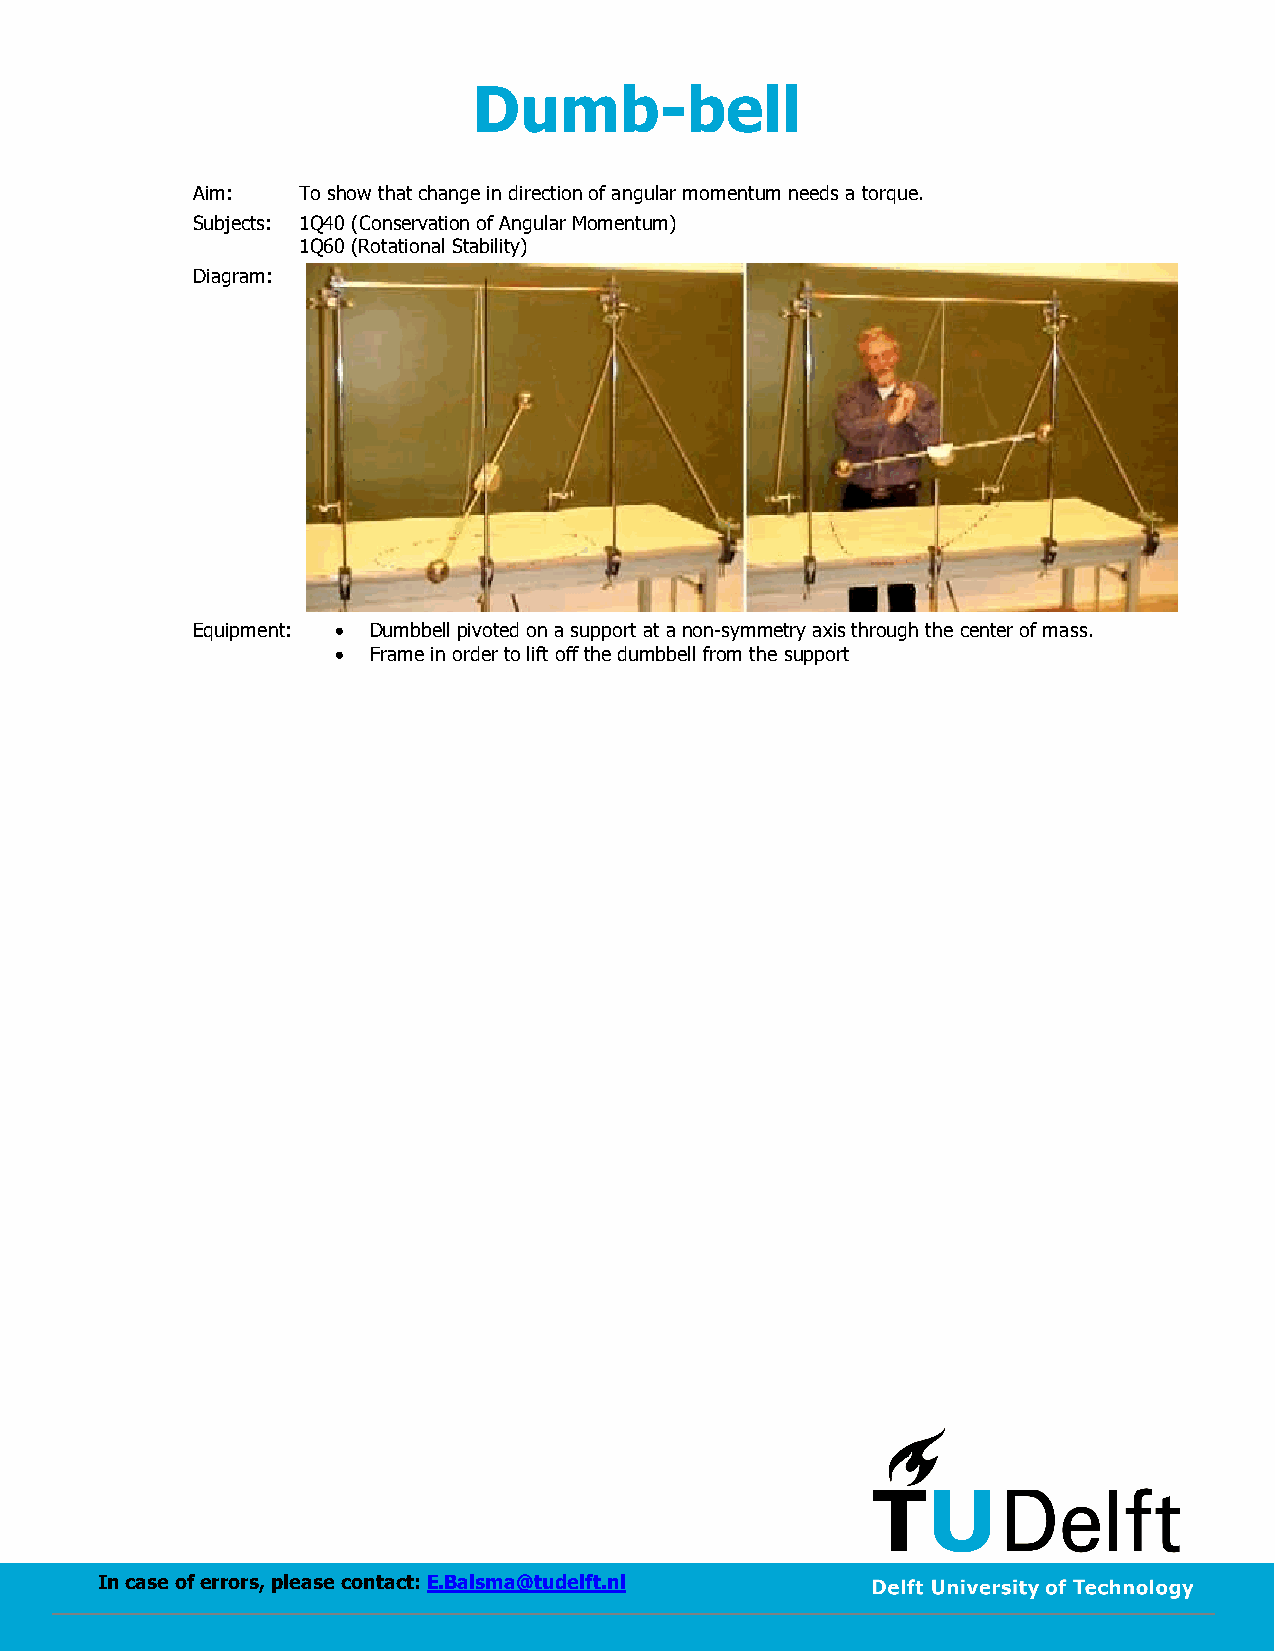 Dumb-bell
Aim: To show that change in direction of angular momentum needs a torque.
Subjects: 1Q40 (Conservation of Angular Momentum)
1Q60 (Rotational Stability)
Diagram:
Equipment: • Dumbbell pivoted on a support at a non-symmetry axis through the center of mass.
• Frame in order to lift off the dumbbell from the support
TUDelft
In case of errors, please contact: E.Balsma@tudelft.nl
Delft University of Technology